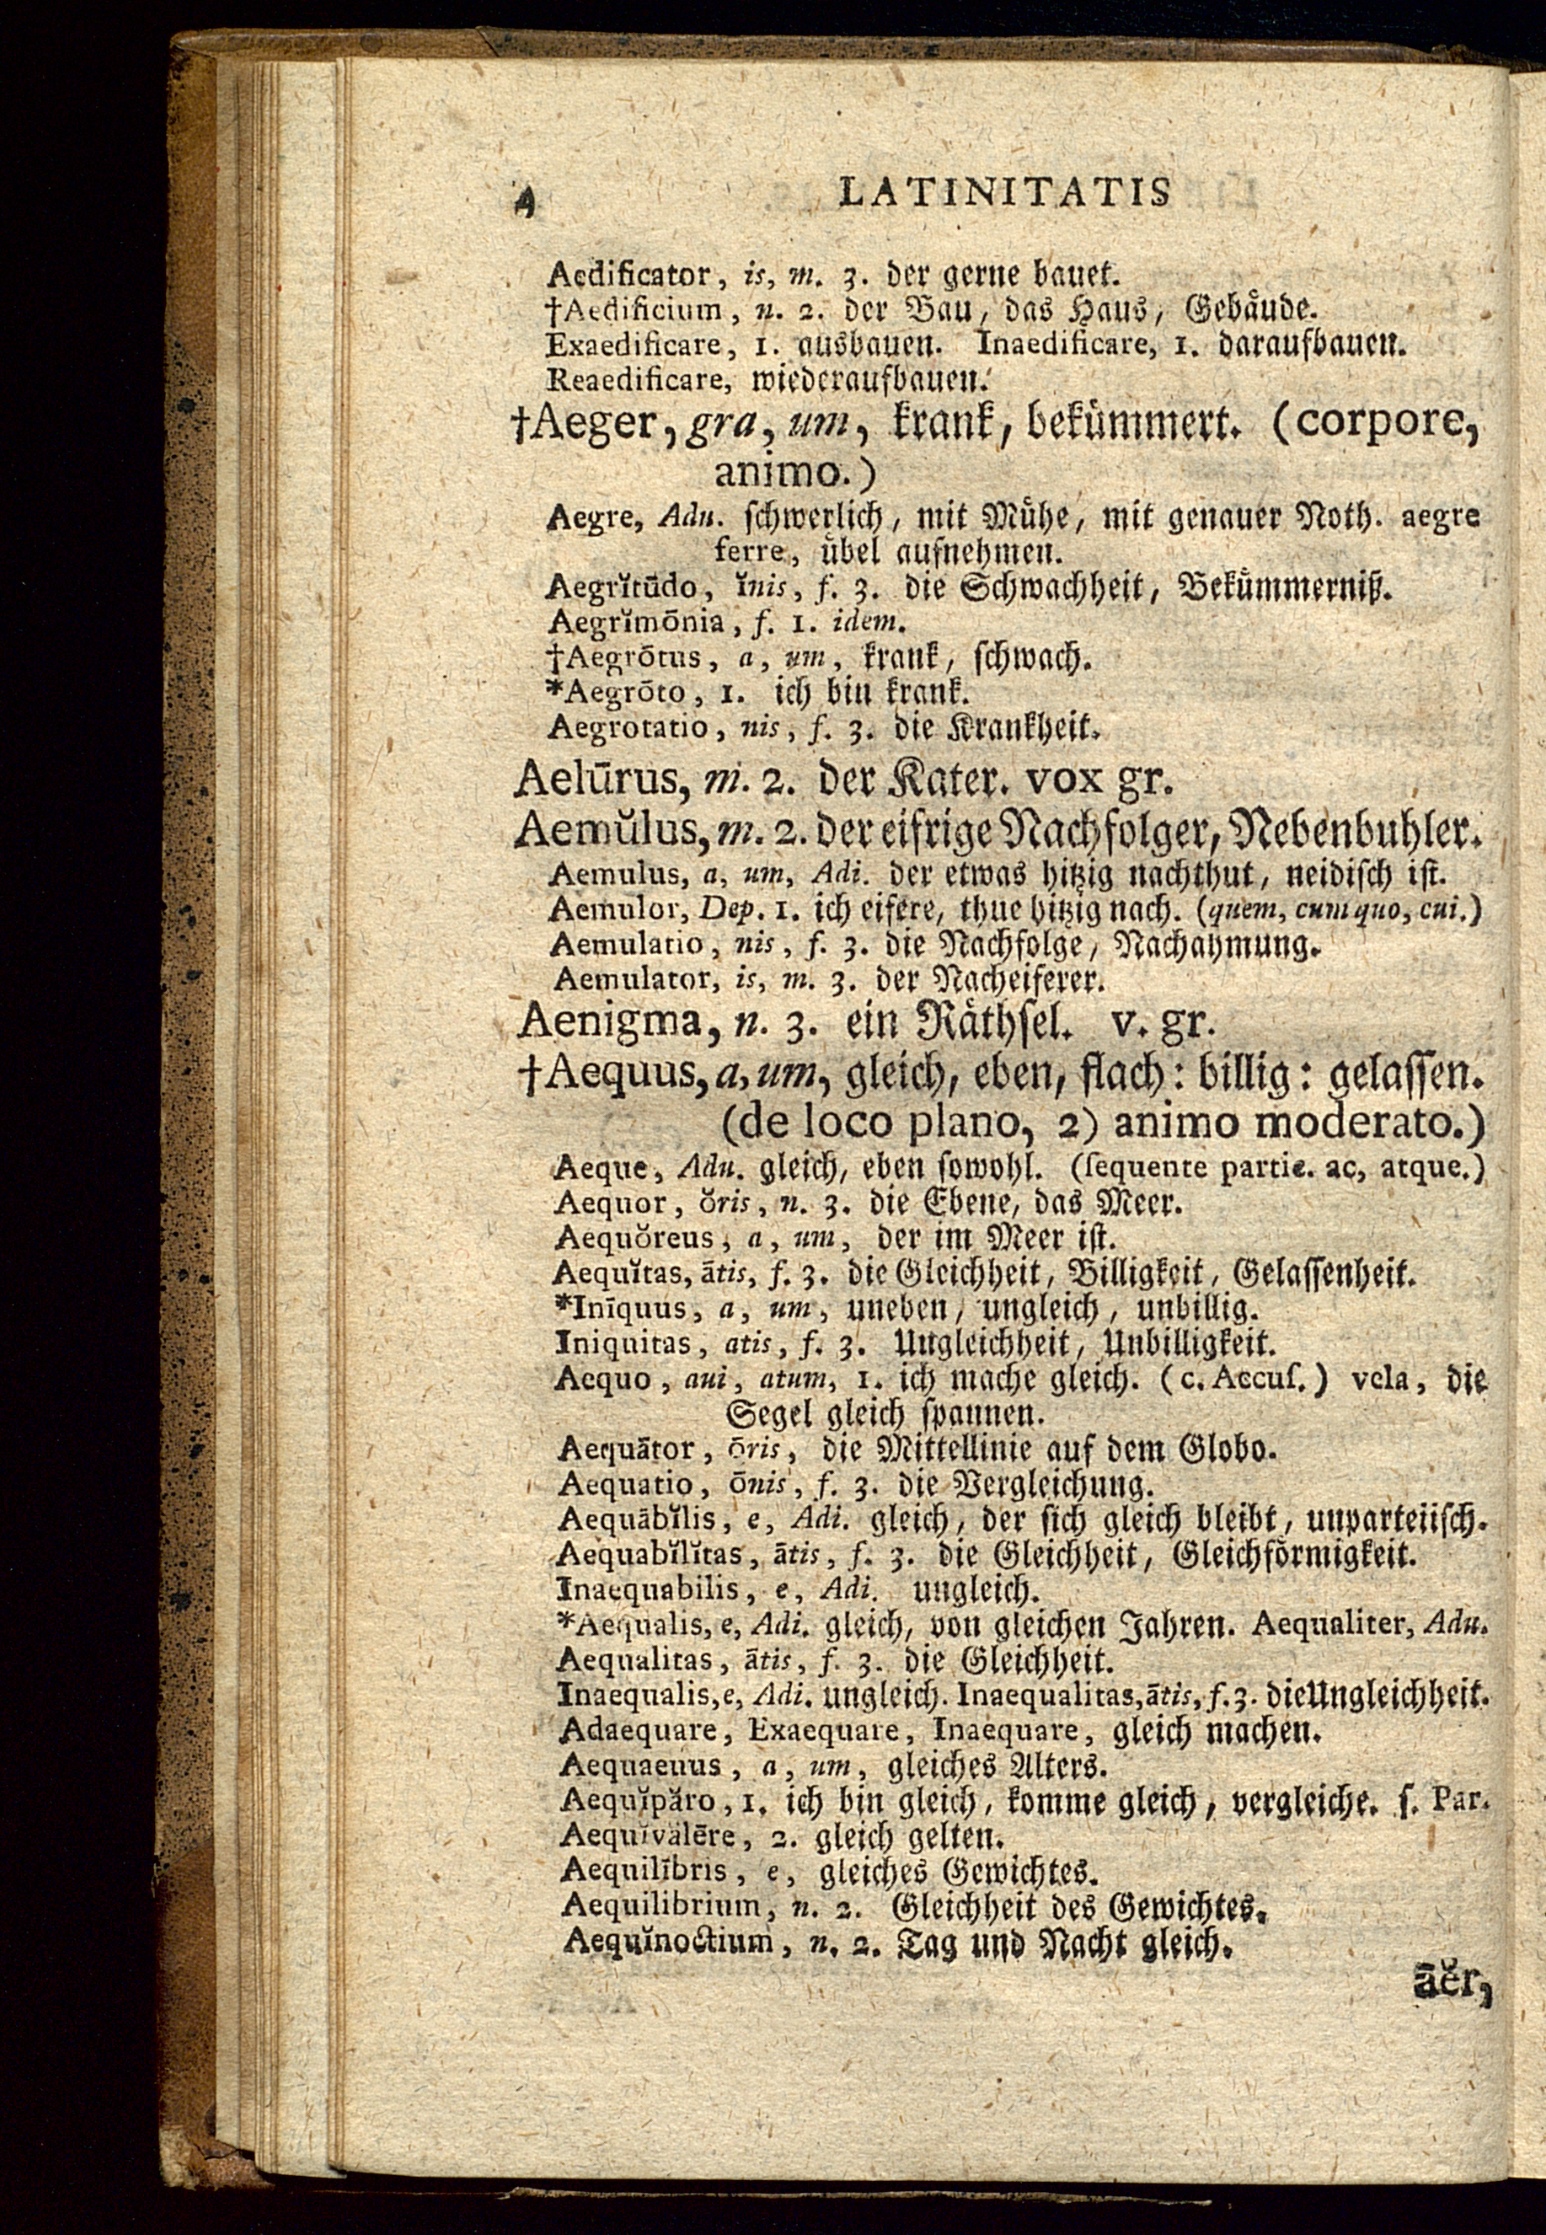 4 LATINITATIS
Aedificator, is, m. 3. der gerne bauet.
†Aedificium, n. 2. der Bau, das Haus, Gebäude.
Exaedificare, 1. ausbauen. Inaedificare, 1. daraufbauen.
Reaedificare, wiederaufbauen.
†Aeger, gra, um, krank, bekümmert. (corpore,
animo.)
Aegre, Adu. schwerlich, mit Mühe, mit genauer Noth. aegre
ferre, übel aufnehmen.
Aegrĭtūdo, ĭnis, f. 3. die Schwachheit, Bekümmerniß.
Aegrĭmōnia, f. 1. idem.
†Aegrōtus, a, um, krank, schwach.
*Aegrōto, 1. ich bin krank.
Aegrotatio, nis, f. 3. die Krankheit.
Aelūrus, m. 2. der Kater. vox gr.
Aemŭlus, m. 2. der eifrige Nachfolger, Nebenbuhler.
Aemulus, a, um, Adi. der etwas hitzig nachthut, neidisch ist.
Aemulor, Dep. 1. ich eifere, thue hitzig nach. (quem, cum quo, cui.)
Aemulatio, nis, f. 3. die Nachfolge, Nachahmung.
Aemulator, is, m. 3. der Nacheiferer.
Aenigma, n. 3. ein Räthsel. v. gr.
†Aequus, a, um, gleich, eben, flach: billig: gelassen.
(de loco plano, 2) animo moderato.)
Aeque, Adu. gleich, eben sowohl. (sequente partic. ac, atque.)
Aequor, ŏris, n. 3. die Ebene, das Meer.
Aequŏreus, a, um, der im Meer ist.
Aequĭtas, ātis, f. 3. die Gleichheit, Billigkeit, Gelassenheit.
*Inīquus, a, um, uneben, ungleich, unbillig.
Iniquitas, atis, f. 3. Ungleichheit, Unbilligkeit.
Aequo, aui, atum, 1. ich mache gleich. (c. Accus.) vela, die
Segel gleich spannen.
Aequātor, ōris, die Mittellinie auf dem Globo.
Aequatio, ōnis, f. 3. die Vergleichung.
Aequābĭlis, e, Adi. gleich, der sich gleich bleibt, unparteiisch.
Aequabĭlĭtas, ātis, f. 3. die Gleichheit, Gleichförmigkeit.
Inaequabilis, e, Adi. ungleich.
*Aequalis, e, Adi. gleich, von gleichen Jahren. Aequaliter, Adu.
Aequalitas, ātis, f. 3. die Gleichheit.
Inaequalis, e, Adi. ungleich. Inaequalitas, ātis, f. 3. die Ungleichheit.
Adaequare, Exaequare, Inaequare, gleich machen.
Aequaeuus, a, um, gleiches Alters.
Aequĭpăro, 1. ich bin gleich, komme gleich, vergleiche. s. Par.
Aequĭvălēre, 2. gleich gelten.
Aequilībris, e, gleiches Gewichtes.
Aequilibrium, n. 2. Gleichheit des Gewichtes.
Aequĭnoctium, n. 2. Tag und Nacht gleich.
āĕr,